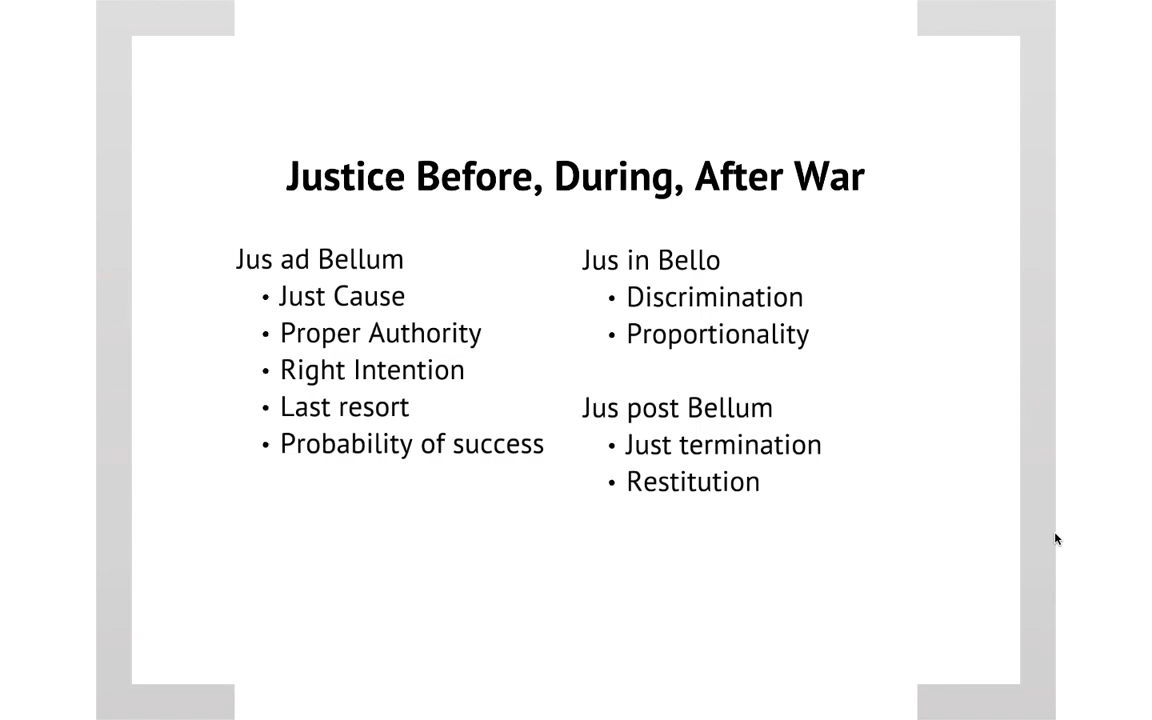 Justice Before, During, After War
Jus ad Bellum
• Just Cause
• Proper Authority
• Right Intention
• Last resort
• Probability of success
Jus in Bello
• Discrimination
• Proportionality
Jus post Bellum
• Just termination
• Restitution